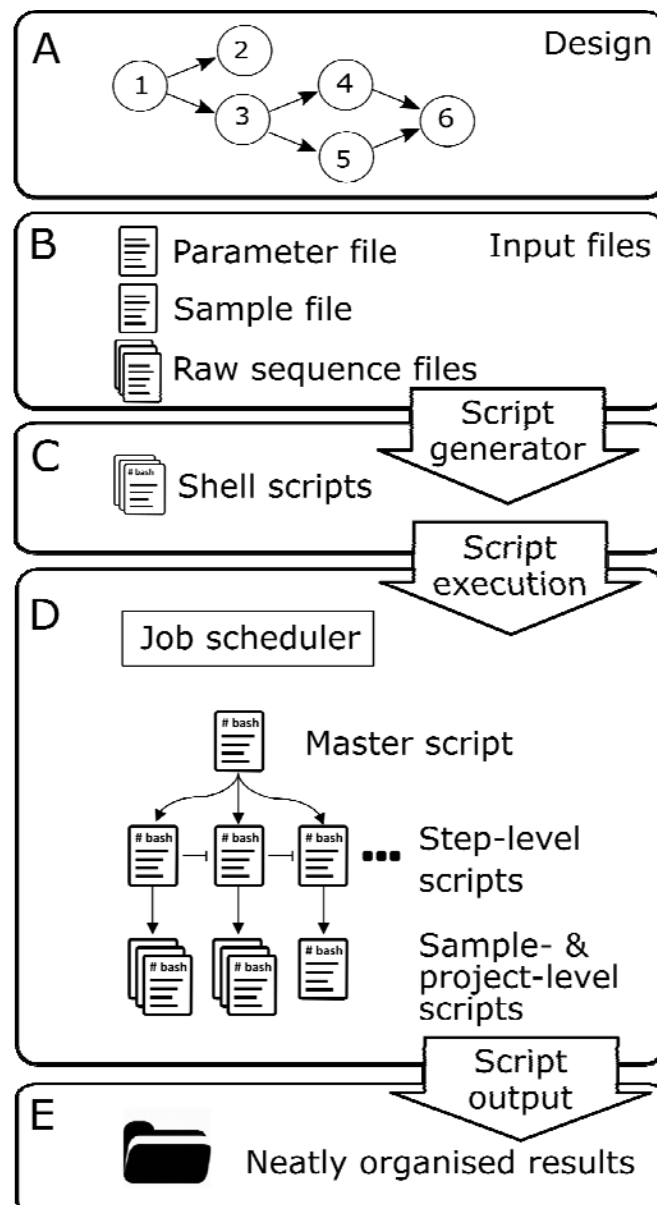 A
Design
1
2
3
4
5
6
B
Input files
Parameter file
Sample file
Raw sequence files
Script
generator
C
# bash
Shell scripts
Script
execution
D
Job scheduler
# bash
Master script
# bash
# bash
# bash
Step-level
scripts
# bash
# bash
# bash
Sample- &
project-level
scripts
Script
output
E
Neatly organised results